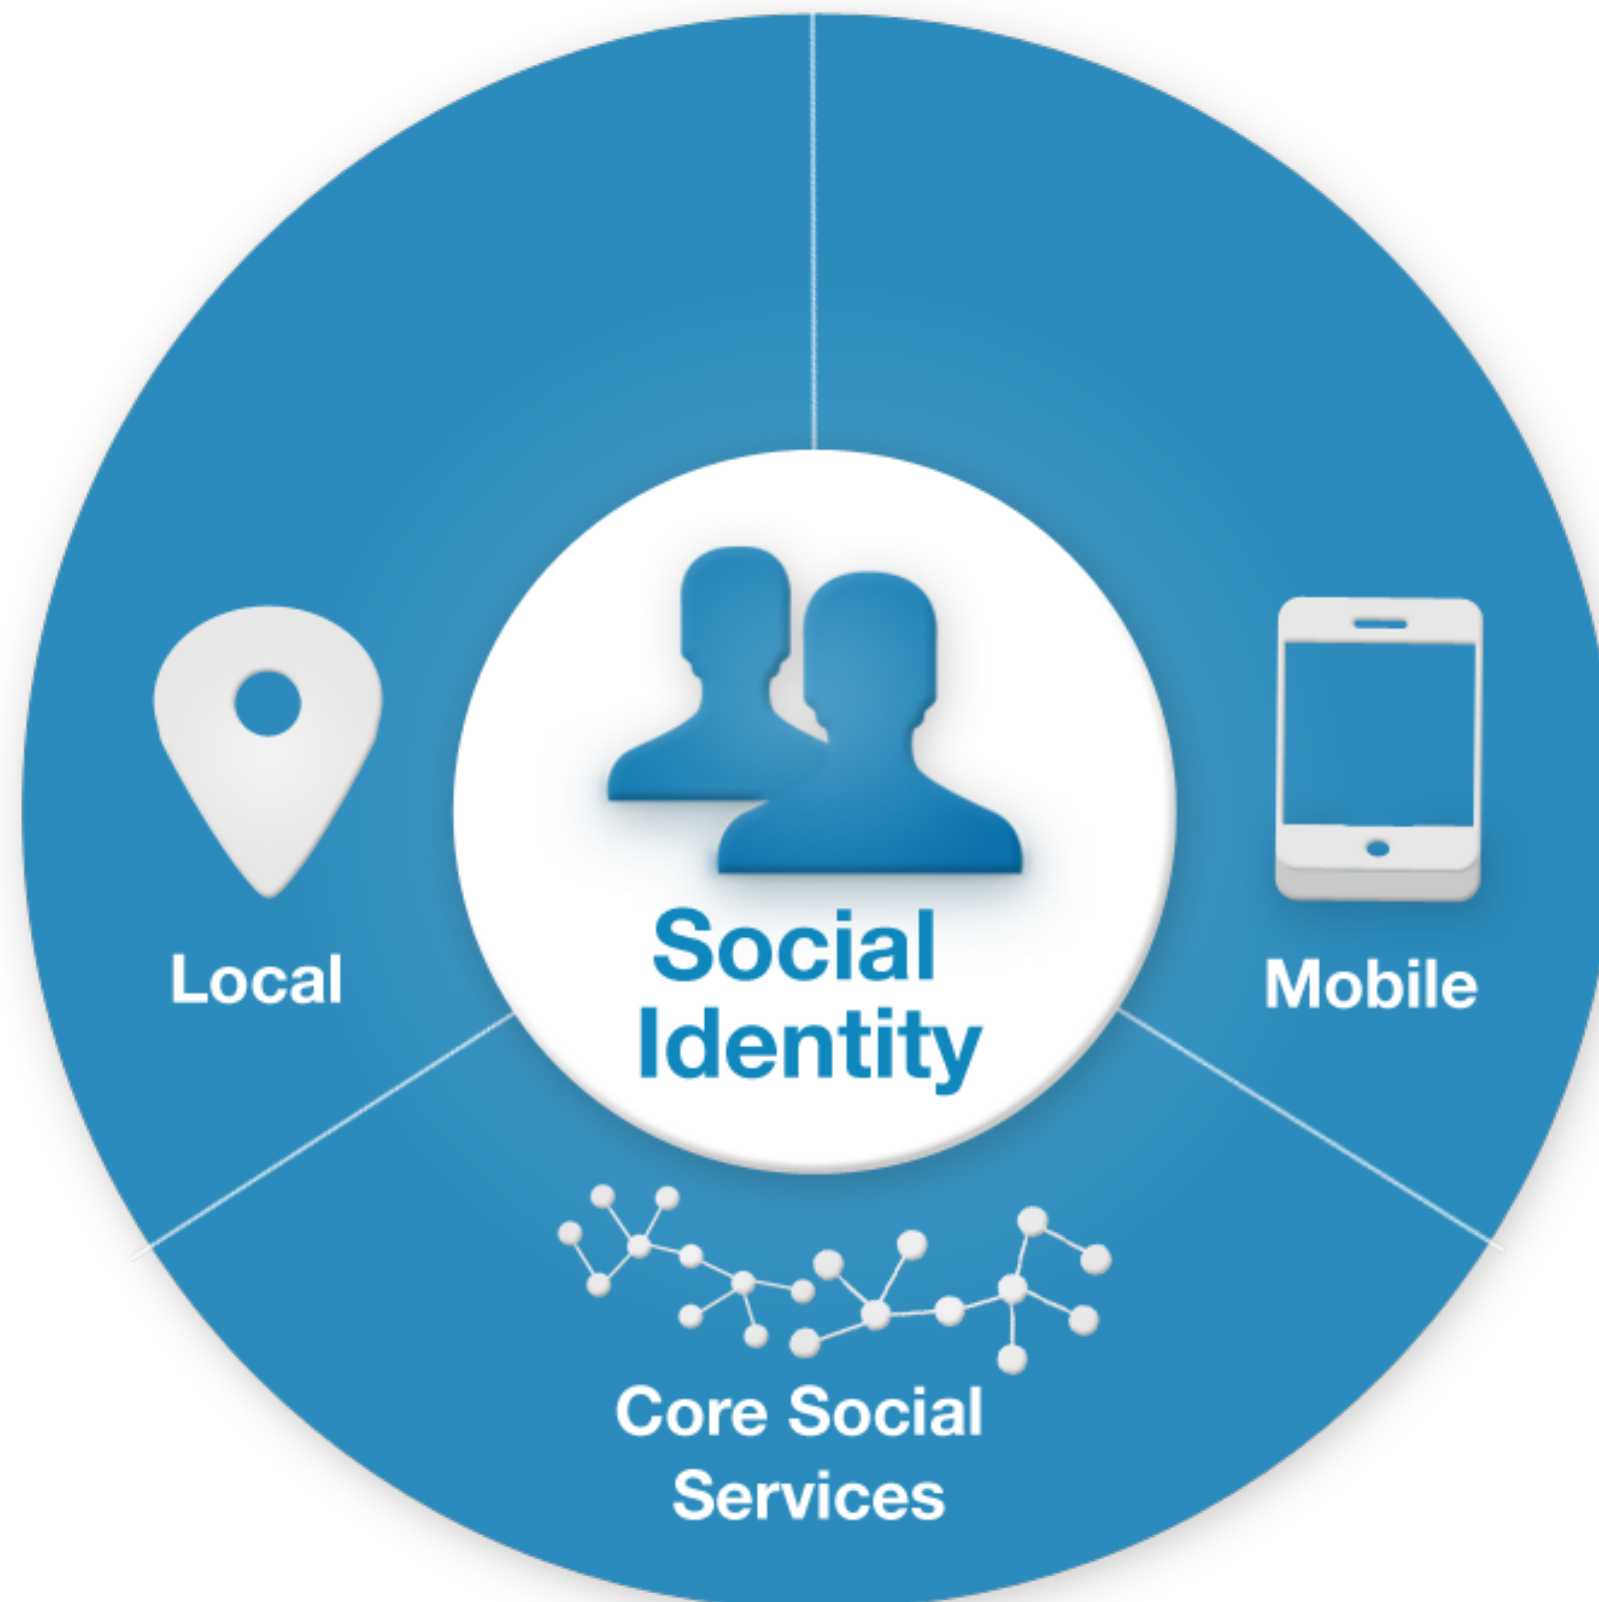 Social
Identity
Local
Mobile
Core Social
Services